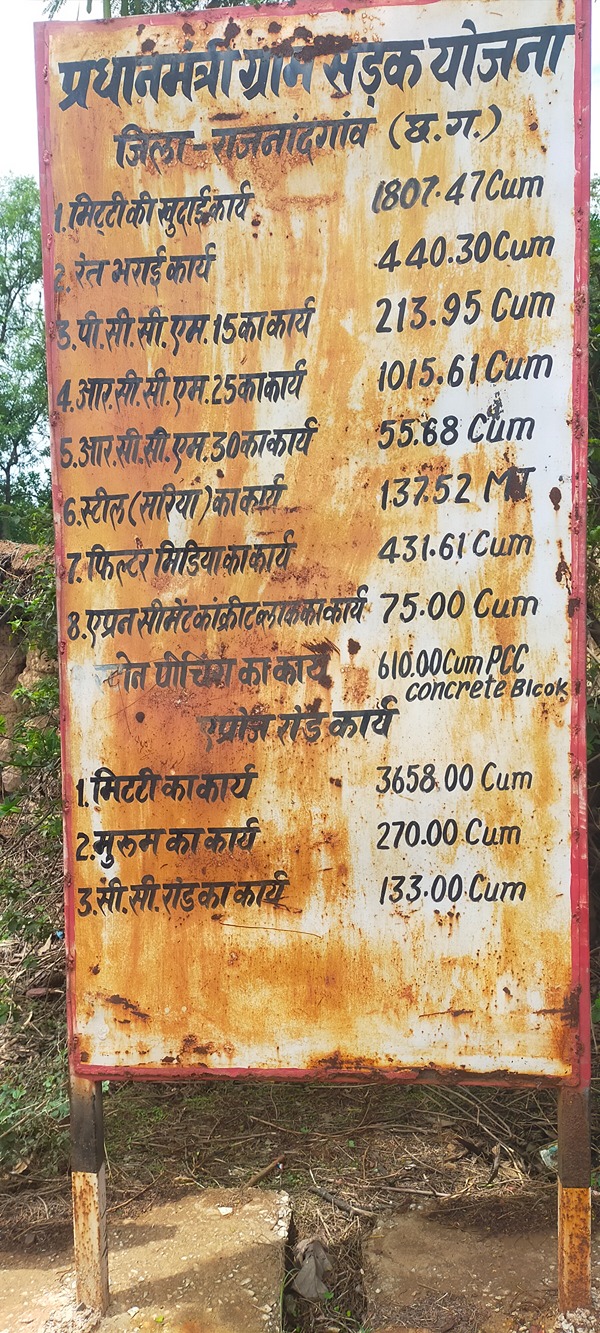 प्रधानमंत्री ग्राम सड़क योजना
जिला - राजनांदगांव (छ.ग.)
1. मिट्टी की खुदाई कार्य 1807.47 Cum
2. रेत भराई कार्य 440.30 Cum
3. पी.सी.सी.एम.15 का कार्य 213.95 Cum
4. आर.सी.सी.एम.25 का कार्य 1015.61 Cum
5. आर.सी.सी.एम.30 का कार्य 55.68 Cum
6. स्टील (सरिया) का कार्य 137.52 MT
7. फिल्टर मिडिया का कार्य 431.61 Cum
8. एप्रन सीमेंट कांक्रीट ब्लाक का कार्य 75.00 Cum
स्टोन पीचिंग का कार्य 610.00 Cum PCC
concrete Blcok
एप्रोज रोड कार्य
1. मिटटी का कार्य 3658.00 Cum
2. मुरूम का कार्य 270.00 Cum
3. सी.सी. रोड का कार्य 133.00 Cum